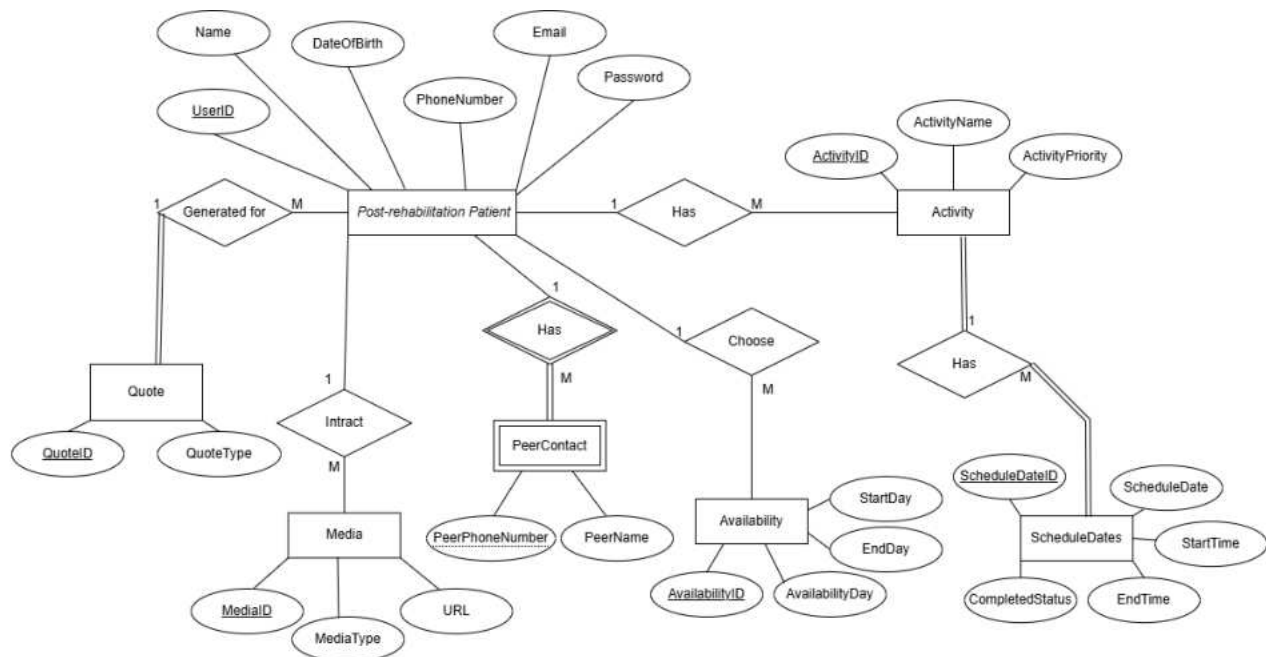 Name
DateOfBirth
Email
Password
PhoneNumber
UserID
ActivityName
ActivityID
ActivityPriority
1
Generated for
M
Post-rehabilitation Patient
1
Has
M
Activity
1
Has
M
1
Choose
M
1
Has
M
Quote
QuoteID
QuoteType
1
Intract
M
PeerContact
PeerPhoneNumber
PeerName
Media
MediaID
MediaType
URL
Availability
StartDay
EndDay
AvailabilityID
AvailabilityDay
ScheduleDateID
ScheduleDate
ScheduleDates
StartTime
CompletedStatus
EndTime